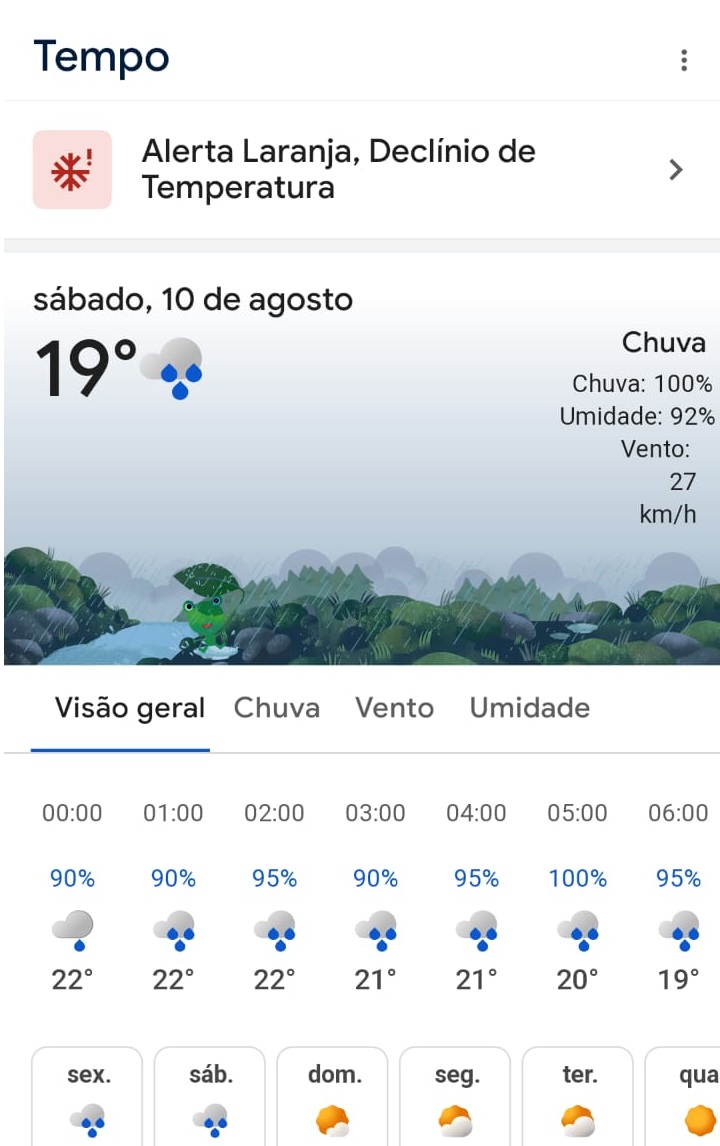 Tempo
Alerta Laranja, Declínio de
Temperatura
sábado, 10 de agosto
19°
Chuva
Chuva: 100%
Umidade: 92%
Vento:
27
km/h
Visão geral Chuva Vento Umidade
00:00 01:00 02:00 03:00 04:00 05:00 06:00
90% 90% 95% 90% 95% 100% 95%
22° 22° 22° 21° 21° 20° 19°
sex. sáb. dom. seg. ter. qua